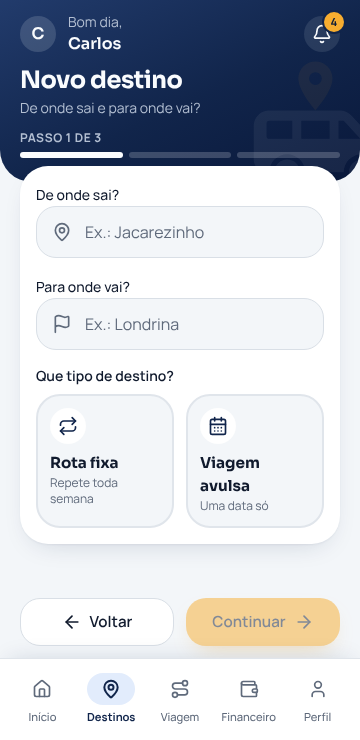 C
Bom dia,
Carlos
4
Novo destino
De onde sai e para onde vai?
PASSO 1 DE 3
De onde sai?
Ex.: Jacarezinho
Para onde vai?
Ex.: Londrina
Que tipo de destino?
Rota fixa
Repete toda
semana
Viagem
avulsa
Uma data só
Voltar
Continuar
Início
Destinos
Viagem
Financeiro
Perfil